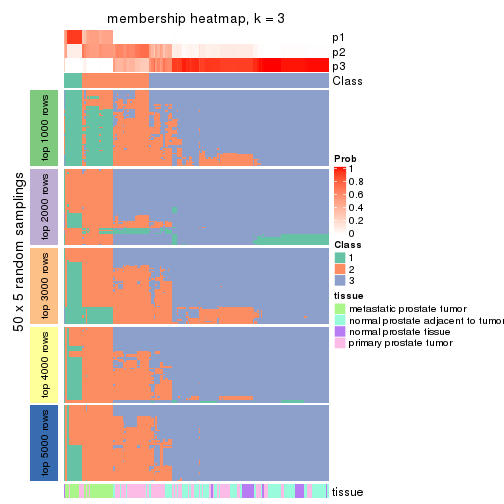 membership heatmap, k = 3
p1
p2
p3
Class
50 x 5 random samplings
top 1000 rows
top 2000 rows
top 3000 rows
top 4000 rows
top 5000 rows
tissue
Prob
1
0.8
0.6
0.4
0.2
0
Class
1
2
3
tissue
metastatic prostate tumor
normal prostate adjacent to tumor
normal prostate tissue
primary prostate tumor